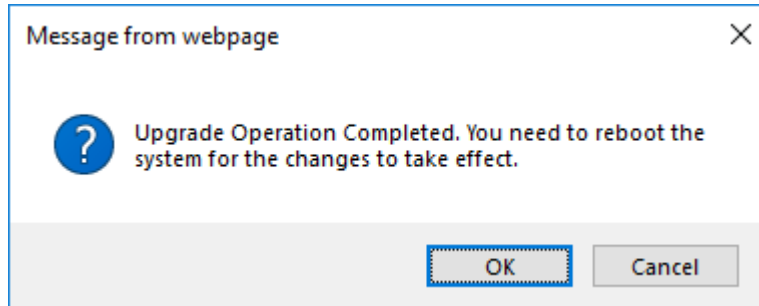 Message from webpage
?
Upgrade Operation Completed. You need to reboot the
system for the changes to take effect.
OK
Cancel